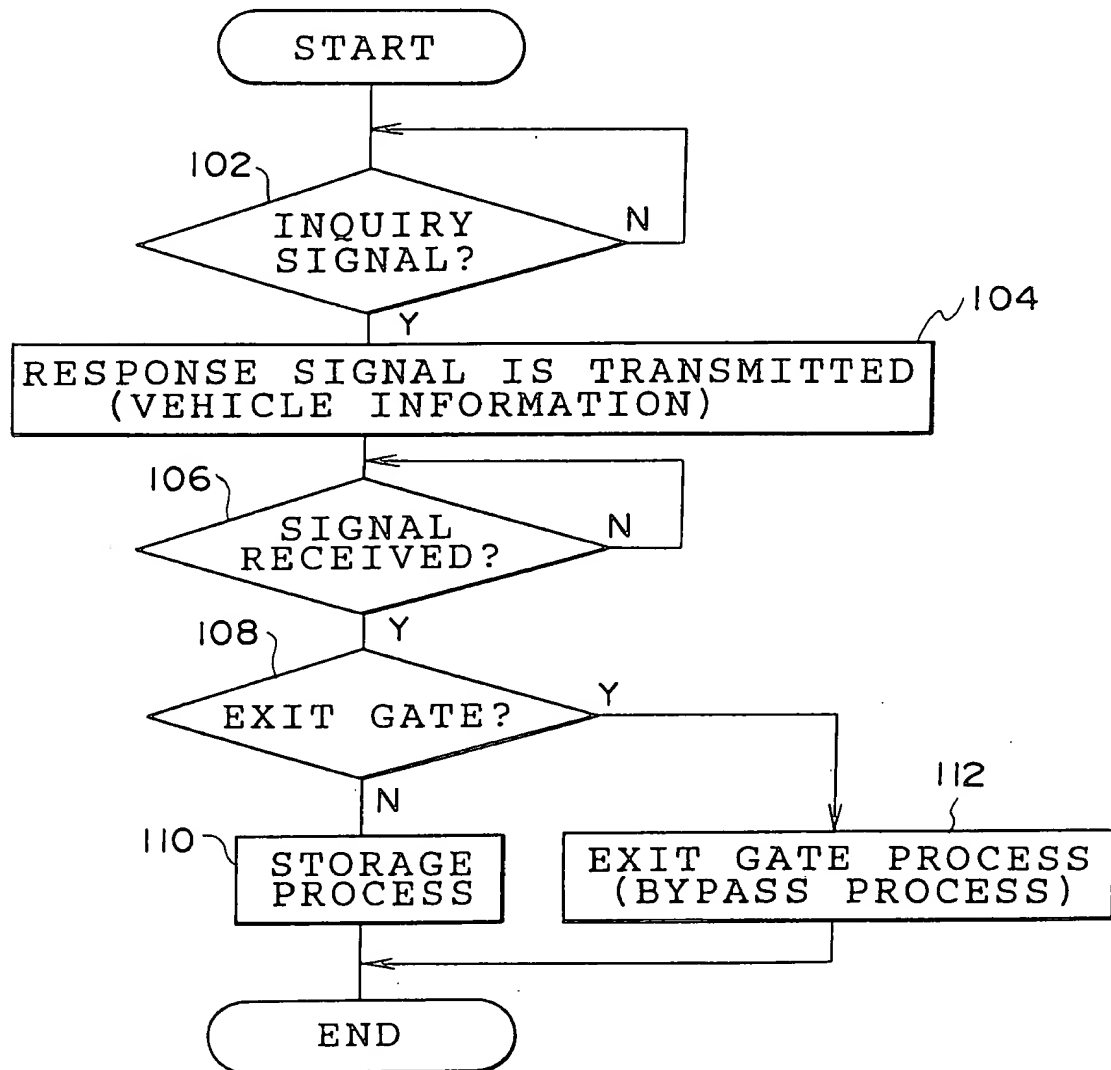 START
102
INQUIRY
SIGNAL?
N
Y
104
RESPONSE SIGNAL IS TRANSMITTED
(VEHICLE INFORMATION)
106
SIGNAL
RECEIVED?
N
Y
108
EXIT GATE?
Y
N
110
STORAGE
PROCESS
112
EXIT GATE PROCESS
(BYPASS PROCESS)
END